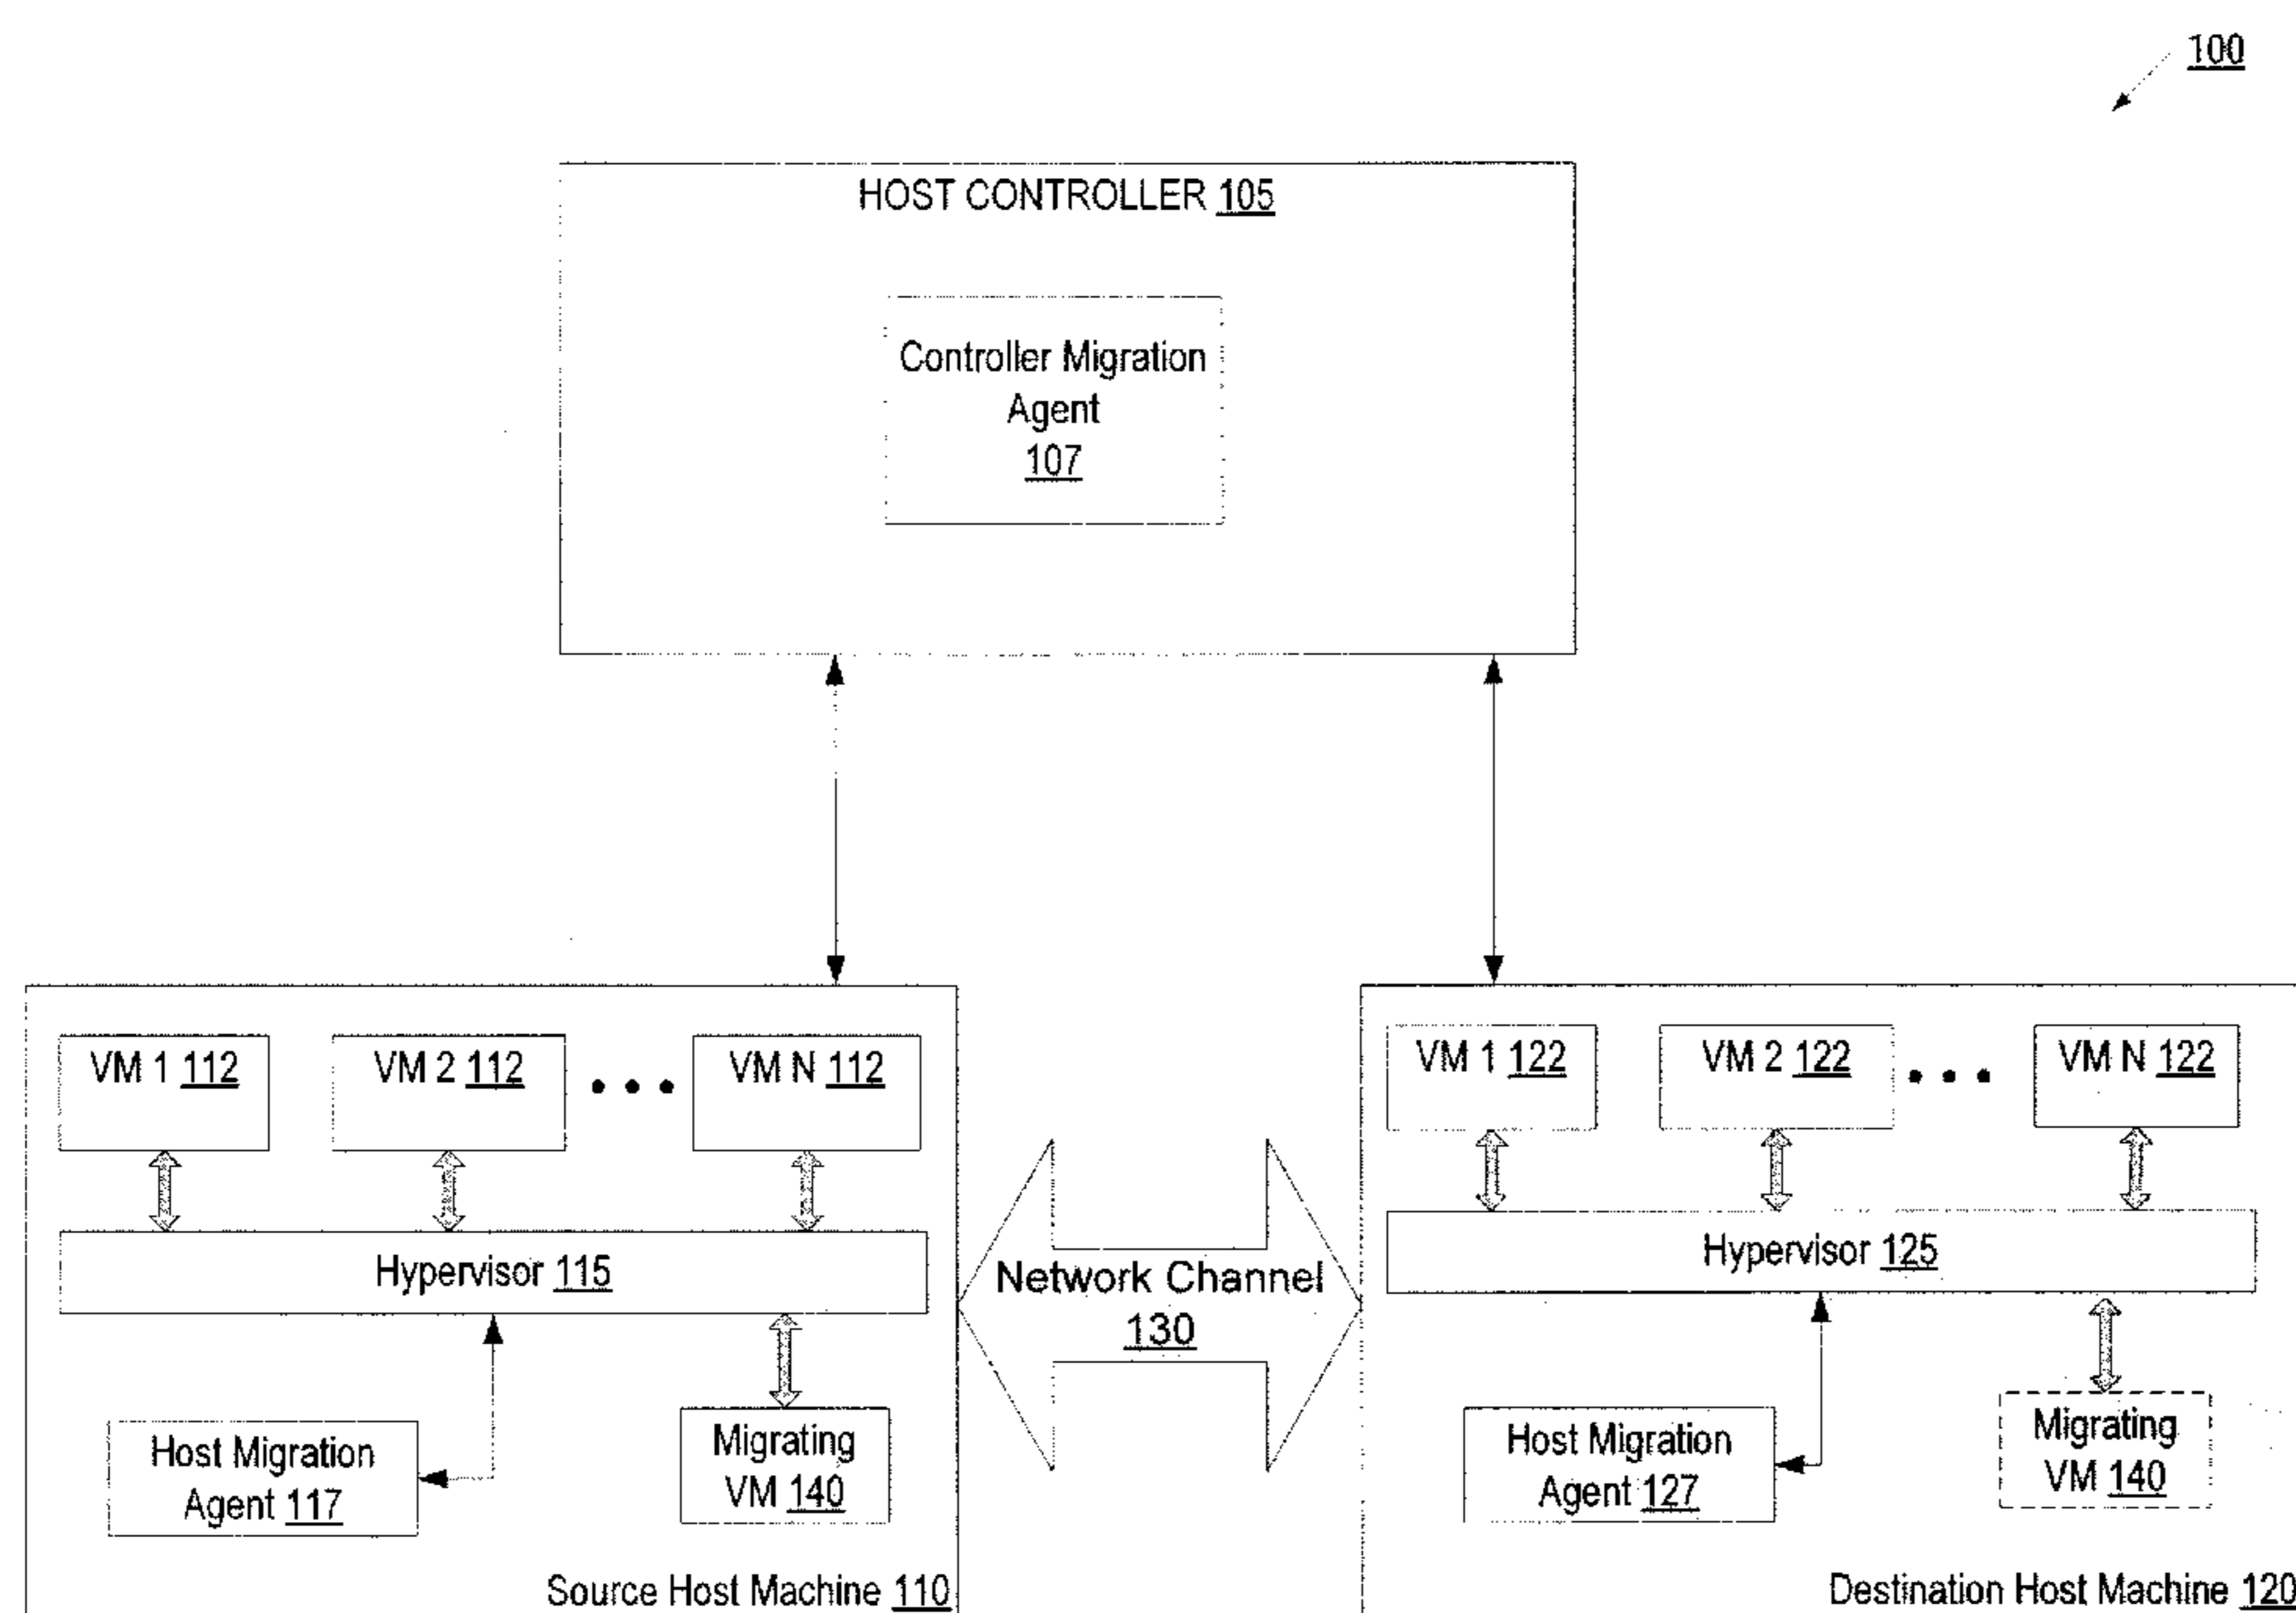 100
HOST CONTROLLER 105
Controller Migration
Agent
107
VM 1 112
VM 2 112
VM N 112
Hypervisor 115
Host Migration
Agent 117
Migrating
VM 140
Source Host Machine 110
Network Channel
130
VM 1 122
VM 2 122
VM N 122
Hypervisor 125
Host Migration
Agent 127
Migrating
VM 140
Destination Host Machine 120